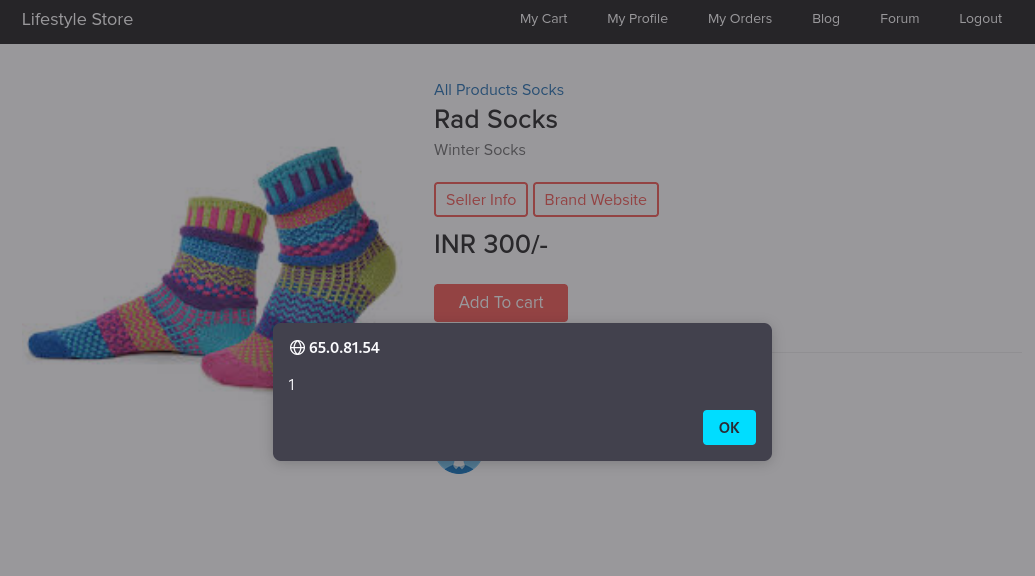 Lifestyle Store
My Cart My Profile My Orders Blog Forum Logout
All Products Socks
Rad Socks
Winter Socks
Seller Info Brand Website
INR 300/-
Add To cart
65.0.81.54
1
OK